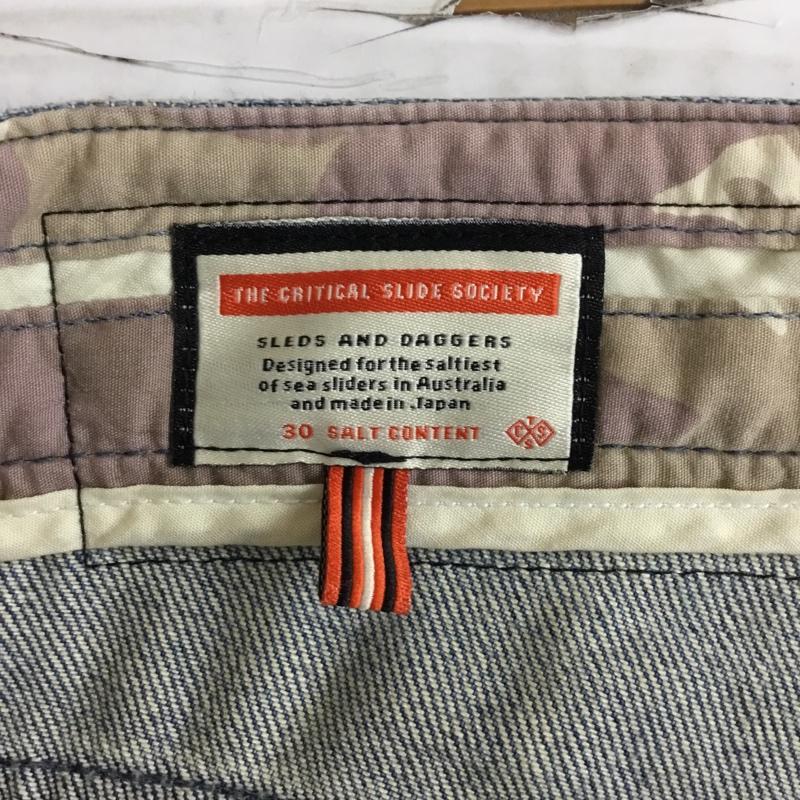 THE CRITICAL SLIDE SOCIETY
SLEDS AND DAGGERS
Designed for the saltiest
of sea sliders in Australia
and made in Japan
30 SALT CONTENT
T
C S S
S